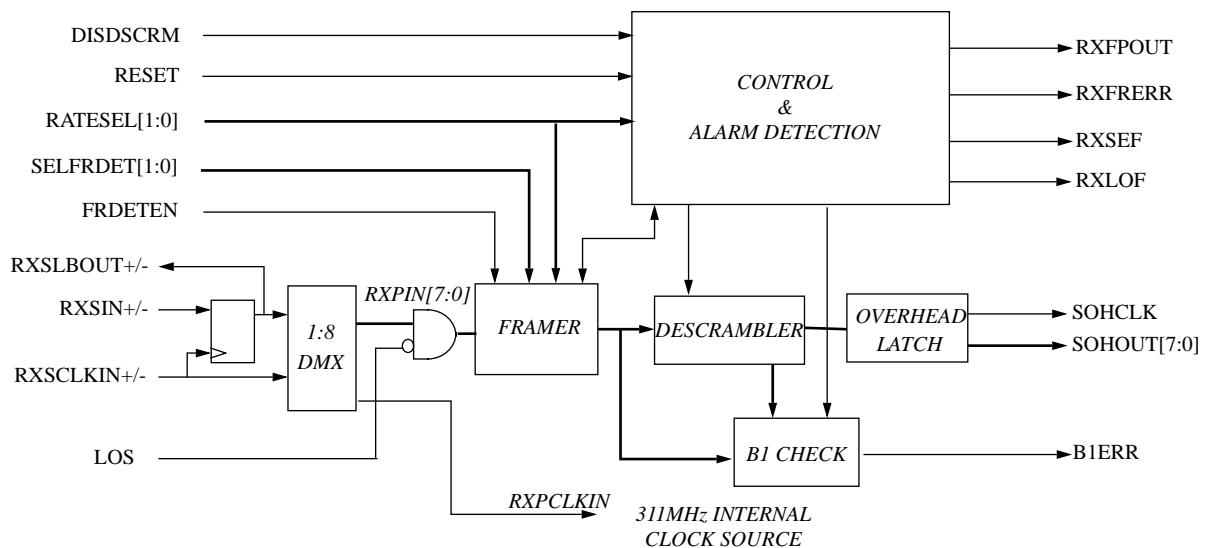 DISDSCRM
RESET
RATESEL[1:0]
SELFRDET[1:0]
FRDETEN
CONTROL
&
ALARM DETECTION
RXFPOUT
RXFRERR
RXSEF
RXLOF
RXSLBOUT+/-
RXSIN+/-
RXSCLKIN+/-
LOS
1:8
DMX
RXPIN[7:0]
FRAMER
DESCRAMBLER
OVERHEAD
LATCH
SOHCLK
SOHOUT[7:0]
B1 CHECK
B1ERR
RXPCLKIN
311MHz INTERNAL
CLOCK SOURCE